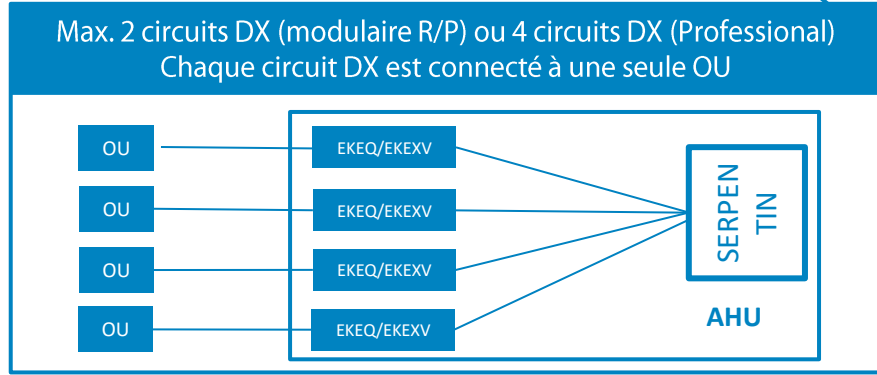 Max. 2 circuits DX (modulaire R/P) ou 4 circuits DX (Professional)
Chaque circuit DX est connecté à une seule OU
OU
EKEQ/EKEXV
OU
EKEQ/EKEXV
OU
EKEQ/EKEXV
OU
EKEQ/EKEXV
SERPEN
TIN
AHU